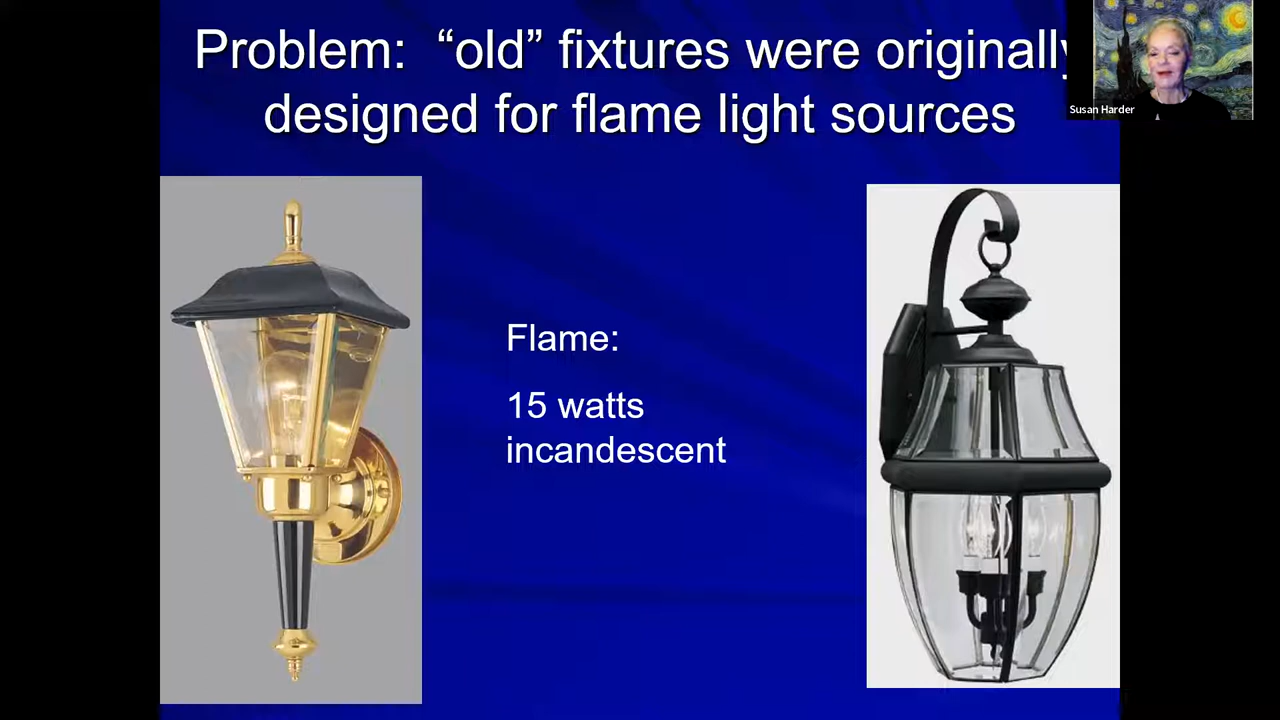 Problem: “old” fixtures were originally
designed for flame light sources
Susan Harder
Flame:
15 watts
incandescent